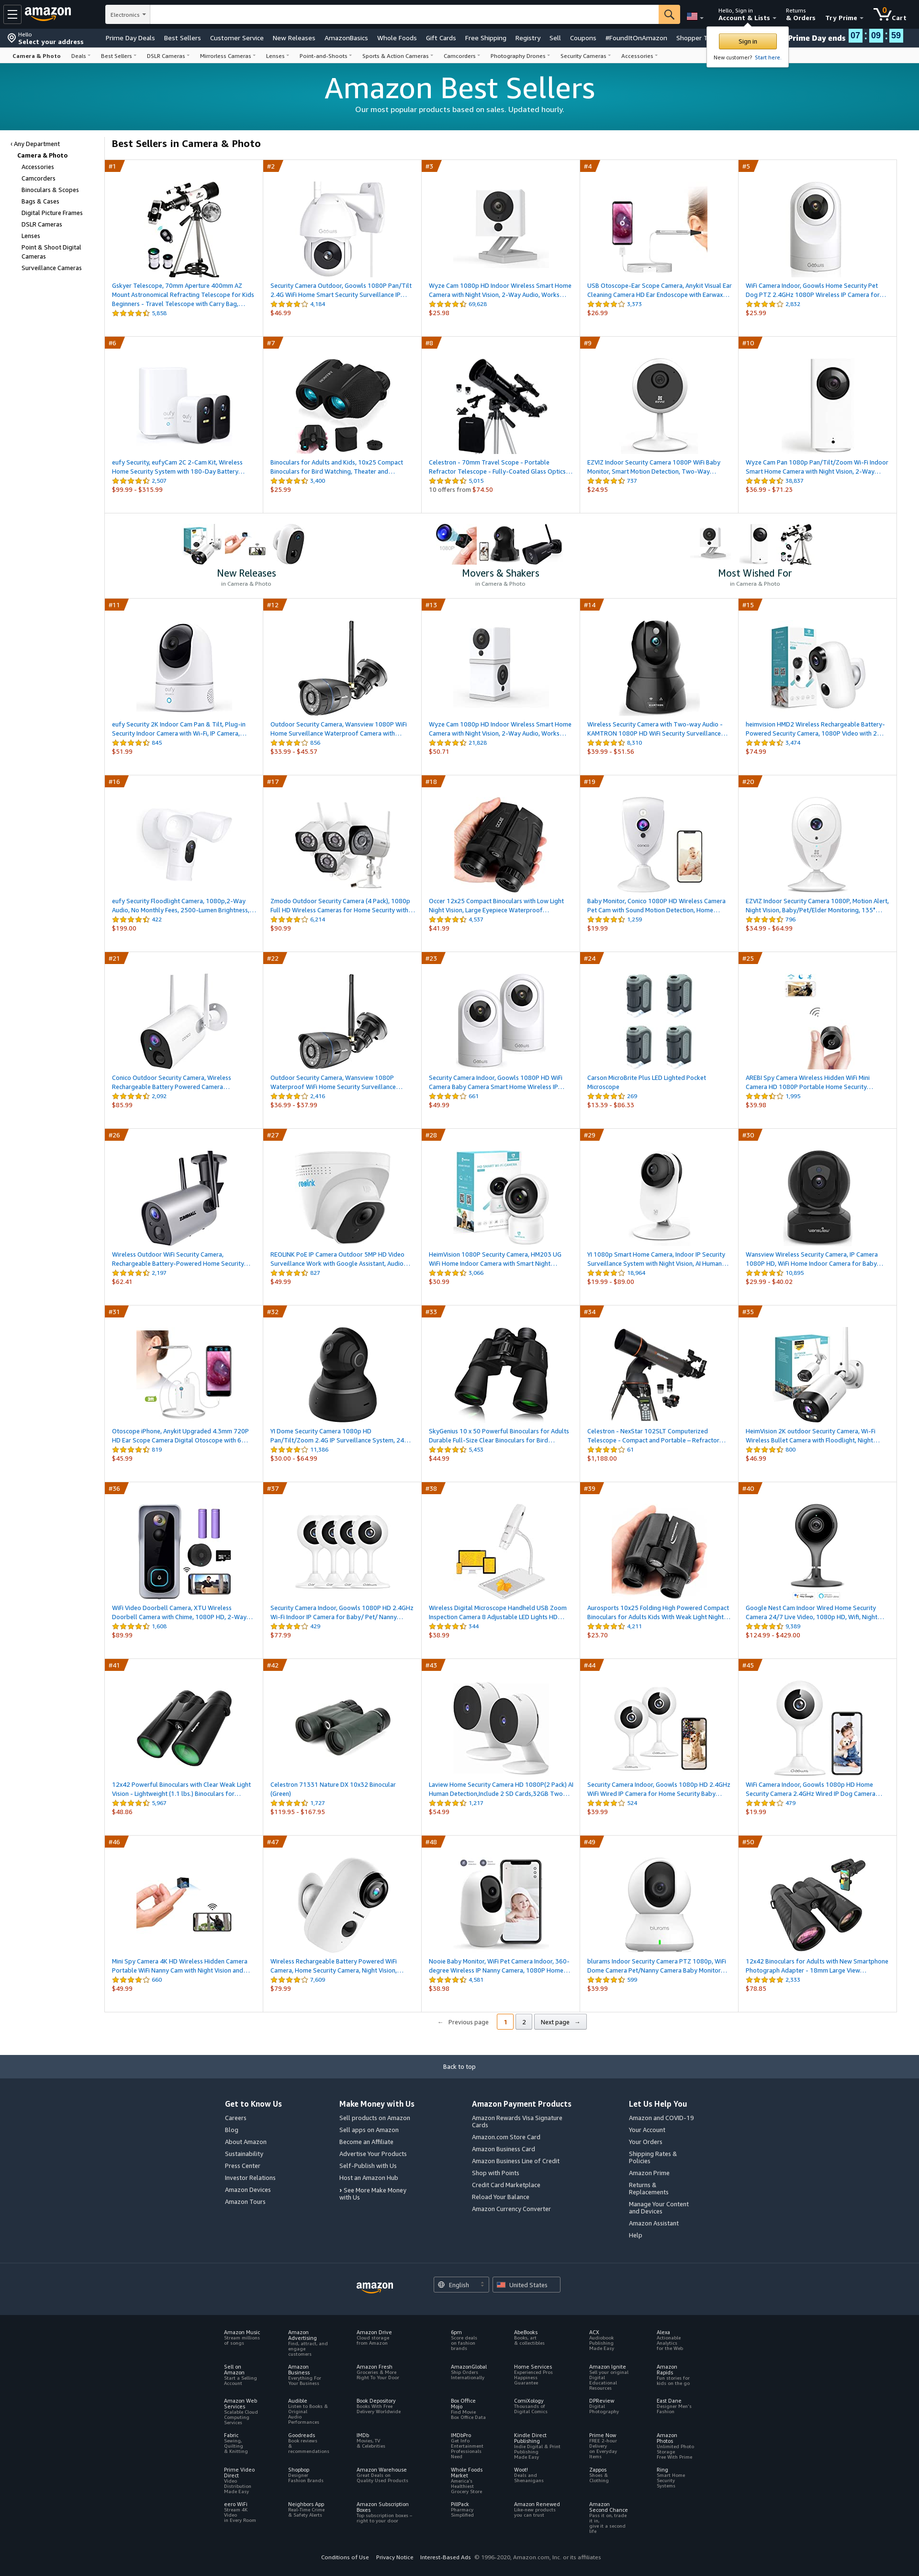 amazon
Electronics
Hello, Sign in
Account & Lists
Returns
& Orders
Try Prime
0
Cart
Hello
Select your address
Prime Day Deals
Best Sellers
Customer Service
New Releases
AmazonBasics
Whole Foods
Gift Cards
Free Shipping
Registry
Sell
Coupons
#FoundItOnAmazon
Shopper
Prime Day ends
07 : 09 : 59
Sign in
New customer? Start here.
Camera & Photo
Deals
Best Sellers
DSLR Cameras
Mirrorless Cameras
Lenses
Point-and-Shoots
Sports & Action Cameras
Camcorders
Photography Drones
Security Cameras
Accessories
Amazon Best Sellers
Our most popular products based on sales. Updated hourly.
‹ Any Department
Camera & Photo
Accessories
Camcorders
Binoculars & Scopes
Bags & Cases
Digital Picture Frames
DSLR Cameras
Lenses
Point & Shoot Digital
Cameras
Surveillance Cameras
Best Sellers in Camera & Photo
#1
Gskyer Telescope, 70mm Aperture 400mm AZ
Mount Astronomical Refracting Telescope for Kids
Beginners - Travel Telescope with Carry Bag,…
5,858
#2
Security Camera Outdoor, Goowls 1080P Pan/Tilt
2.4G WiFi Home Smart Security Surveillance IP…
4,184
$46.99
#3
Wyze Cam 1080p HD Indoor Wireless Smart Home
Camera with Night Vision, 2-Way Audio, Works…
69,628
$25.98
#4
USB Otoscope-Ear Scope Camera, Anykit Visual Ear
Cleaning Camera HD Ear Endoscope with Earwax…
3,373
$26.99
#5
WiFi Camera Indoor, Goowls Home Security Pet
Dog PTZ 2.4GHz 1080P Wireless IP Camera for…
2,832
$25.99
#6
eufy Security, eufyCam 2C 2-Cam Kit, Wireless
Home Security System with 180-Day Battery…
2,507
$99.99 - $315.99
#7
Binoculars for Adults and Kids, 10x25 Compact
Binoculars for Bird Watching, Theater and…
3,400
$25.99
#8
Celestron - 70mm Travel Scope - Portable
Refractor Telescope - Fully-Coated Glass Optics…
5,015
10 offers from $74.50
#9
EZVIZ Indoor Security Camera 1080P WiFi Baby
Monitor, Smart Motion Detection, Two-Way…
737
$24.95
#10
Wyze Cam Pan 1080p Pan/Tilt/Zoom Wi-Fi Indoor
Smart Home Camera with Night Vision, 2-Way…
38,837
$36.99 - $71.23
New Releases
in Camera & Photo
Movers & Shakers
in Camera & Photo
Most Wished For
in Camera & Photo
#11
eufy Security 2K Indoor Cam Pan & Tilt, Plug-in
Security Indoor Camera with Wi-Fi, IP Camera,…
845
$51.99
#12
Outdoor Security Camera, Wansview 1080P WiFi
Home Surveillance Waterproof Camera with…
856
$33.99 - $45.57
#13
Wyze Cam 1080p HD Indoor Wireless Smart Home
Camera with Night Vision, 2-Way Audio, Works…
21,828
$50.71
#14
Wireless Security Camera with Two-way Audio -
KAMTRON 1080P HD WiFi Security Surveillance…
8,310
$39.99 - $51.56
#15
heimvision HMD2 Wireless Rechargeable Battery-
Powered Security Camera, 1080P Video with 2…
3,474
$74.99
#16
eufy Security Floodlight Camera, 1080p,2-Way
Audio, No Monthly Fees, 2500-Lumen Brightness,…
422
$199.00
#17
Zmodo Outdoor Security Camera (4 Pack), 1080p
Full HD Wireless Cameras for Home Security with…
6,214
$90.99
#18
Occer 12x25 Compact Binoculars with Low Light
Night Vision, Large Eyepiece Waterproof…
4,537
$41.99
#19
Baby Monitor, Conico 1080P HD Wireless Camera
Pet Cam with Sound Motion Detection, Home…
1,259
$19.99
#20
EZVIZ Indoor Security Camera 1080P, Motion Alert,
Night Vision, Baby/Pet/Elder Monitoring, 135°…
796
$34.99 - $64.99
#21
Conico Outdoor Security Camera, Wireless
Rechargeable Battery Powered Camera…
2,092
$85.99
#22
Outdoor Security Camera, Wansview 1080P
Waterproof WiFi Home Security Surveillance…
2,416
$36.99 - $37.99
#23
Security Camera Indoor, Goowls 1080P HD WiFi
Camera Baby Camera Smart Home Wireless IP…
661
$49.99
#24
Carson MicroBrite Plus LED Lighted Pocket
Microscope
269
$13.39 - $86.33
#25
AREBI Spy Camera Wireless Hidden WiFi Mini
Camera HD 1080P Portable Home Security…
1,995
$39.98
#26
Wireless Outdoor WiFi Security Camera,
Rechargeable Battery-Powered Home Security…
2,197
$62.41
#27
reolink
REOLINK PoE IP Camera Outdoor 5MP HD Video
Surveillance Work with Google Assistant, Audio…
827
$49.99
#28
HeimVision 1080P Security Camera, HM203 UG
WiFi Home Indoor Camera with Smart Night…
3,066
$30.99
#29
YI 1080p Smart Home Camera, Indoor IP Security
Surveillance System with Night Vision, AI Human…
18,964
$19.99 - $89.00
#30
Wansview Wireless Security Camera, IP Camera
1080P HD, WiFi Home Indoor Camera for Baby…
10,895
$29.99 - $40.02
#31
Otoscope iPhone, Anykit Upgraded 4.3mm 720P
HD Ear Scope Camera Digital Otoscope with 6…
819
$45.99
#32
YI Dome Security Camera 1080p HD
Pan/Tilt/Zoom 2.4G IP Surveillance System, 24…
11,386
$30.00 - $64.99
#33
SkyGenius 10 x 50 Powerful Binoculars for Adults
Durable Full-Size Clear Binoculars for Bird…
5,453
$44.99
#34
Celestron - NexStar 102SLT Computerized
Telescope - Compact and Portable – Refractor…
61
$1,188.00
#35
HeimVision 2K outdoor Security Camera, Wi-Fi
Wireless Bullet Camera with Floodlight, Night…
800
$46.99
#36
WiFi Video Doorbell Camera, XTU Wireless
Doorbell Camera with Chime, 1080P HD, 2-Way…
1,608
$89.99
#37
Security Camera Indoor, Goowls 1080P HD 2.4GHz
Wi-Fi Indoor IP Camera for Baby/ Pet/ Nanny…
429
$77.99
#38
Wireless Digital Microscope Handheld USB Zoom
Inspection Camera 8 Adjustable LED Lights HD…
344
$38.99
#39
Aurosports 10x25 Folding High Powered Compact
Binoculars for Adults Kids With Weak Light Night…
4,211
$23.70
#40
Google Nest Cam Indoor Wired Home Security
Camera 24/7 Live Video, 1080p HD, Wifi, Night…
9,389
$124.99 - $429.00
#41
12x42 Powerful Binoculars with Clear Weak Light
Vision - Lightweight (1.1 lbs.) Binoculars for…
5,967
$48.86
#42
Celestron 71331 Nature DX 10x32 Binocular
(Green)
1,727
$119.95 - $167.95
#43
Laview Home Security Camera HD 1080P(2 Pack) AI
Human Detection,Include 2 SD Cards,32GB Two…
1,217
$54.99
#44
Security Camera Indoor, Goowls 1080p HD 2.4GHz
WiFi Wired IP Camera for Home Security Baby…
524
$39.99
#45
WiFi Camera Indoor, Goowls 1080p HD Home
Security Camera 2.4GHz Wired IP Dog Camera…
479
$19.99
#46
Mini Spy Camera 4K HD Wireless Hidden Camera
Portable WiFi Nanny Cam with Night Vision and…
660
$49.99
#47
Wireless Rechargeable Battery Powered WiFi
Camera, Home Security Camera, Night Vision,…
7,609
$79.99
#48
Nooie Baby Monitor, WiFi Pet Camera Indoor, 360-
degree Wireless IP Nanny Camera, 1080P Home…
4,581
$38.98
#49
blurams Indoor Security Camera PTZ 1080p, WiFi
Dome Camera Pet/Nanny Camera Baby Monitor…
599
$39.99
#50
12x42 Binoculars for Adults with New Smartphone
Photograph Adapter - 18mm Large View…
2,333
$78.85
← Previous page
1
2
Next page →
Back to top
Get to Know Us
Careers
Blog
About Amazon
Sustainability
Press Center
Investor Relations
Amazon Devices
Amazon Tours
Make Money with Us
Sell products on Amazon
Sell apps on Amazon
Become an Affiliate
Advertise Your Products
Self-Publish with Us
Host an Amazon Hub
› See More Make Money
with Us
Amazon Payment Products
Amazon Rewards Visa Signature
Cards
Amazon.com Store Card
Amazon Business Card
Amazon Business Line of Credit
Shop with Points
Credit Card Marketplace
Reload Your Balance
Amazon Currency Converter
Let Us Help You
Amazon and COVID-19
Your Account
Your Orders
Shipping Rates &
Policies
Amazon Prime
Returns &
Replacements
Manage Your Content
and Devices
Amazon Assistant
Help
amazon
English
United States
Amazon Music
Stream millions
of songs
Amazon
Advertising
Find, attract, and
engage
customers
Amazon Drive
Cloud storage
from Amazon
6pm
Score deals
on fashion
brands
AbeBooks
Books, art
& collectibles
ACX
Audiobook
Publishing
Made Easy
Alexa
Actionable
Analytics
for the Web
Sell on
Amazon
Start a Selling
Account
Amazon
Business
Everything For
Your Business
Amazon Fresh
Groceries & More
Right To Your Door
AmazonGlobal
Ship Orders
Internationally
Home Services
Experienced Pros
Happiness
Guarantee
Amazon Ignite
Sell your original
Digital
Educational
Resources
Amazon
Rapids
Fun stories for
kids on the go
Amazon Web
Services
Scalable Cloud
Computing
Services
Audible
Listen to Books &
Original
Audio
Performances
Book Depository
Books With Free
Delivery Worldwide
Box Office
Mojo
Find Movie
Box Office Data
ComiXology
Thousands of
Digital Comics
DPReview
Digital
Photography
East Dane
Designer Men's
Fashion
Fabric
Sewing,
Quilting
& Knitting
Goodreads
Book reviews
&
recommendations
IMDb
Movies, TV
& Celebrities
IMDbPro
Get Info
Entertainment
Professionals
Need
Kindle Direct
Publishing
Indie Digital & Print
Publishing
Made Easy
Prime Now
FREE 2-hour
Delivery
on Everyday
Items
Amazon
Photos
Unlimited Photo
Storage
Free With Prime
Prime Video
Direct
Video
Distribution
Made Easy
Shopbop
Designer
Fashion Brands
Amazon Warehouse
Great Deals on
Quality Used Products
Whole Foods
Market
America's
Healthiest
Grocery Store
Woot!
Deals and
Shenanigans
Zappos
Shoes &
Clothing
Ring
Smart Home
Security
Systems
eero WiFi
Stream 4K
Video
in Every Room
Neighbors App
Real-Time Crime
& Safety Alerts
Amazon Subscription
Boxes
Top subscription boxes –
right to your door
PillPack
Pharmacy
Simplified
Amazon Renewed
Like-new products
you can trust
Amazon
Second Chance
Pass it on, trade
it in,
give it a second
life
Conditions of Use
Privacy Notice
Interest-Based Ads
© 1996-2020, Amazon.com, Inc. or its affiliates